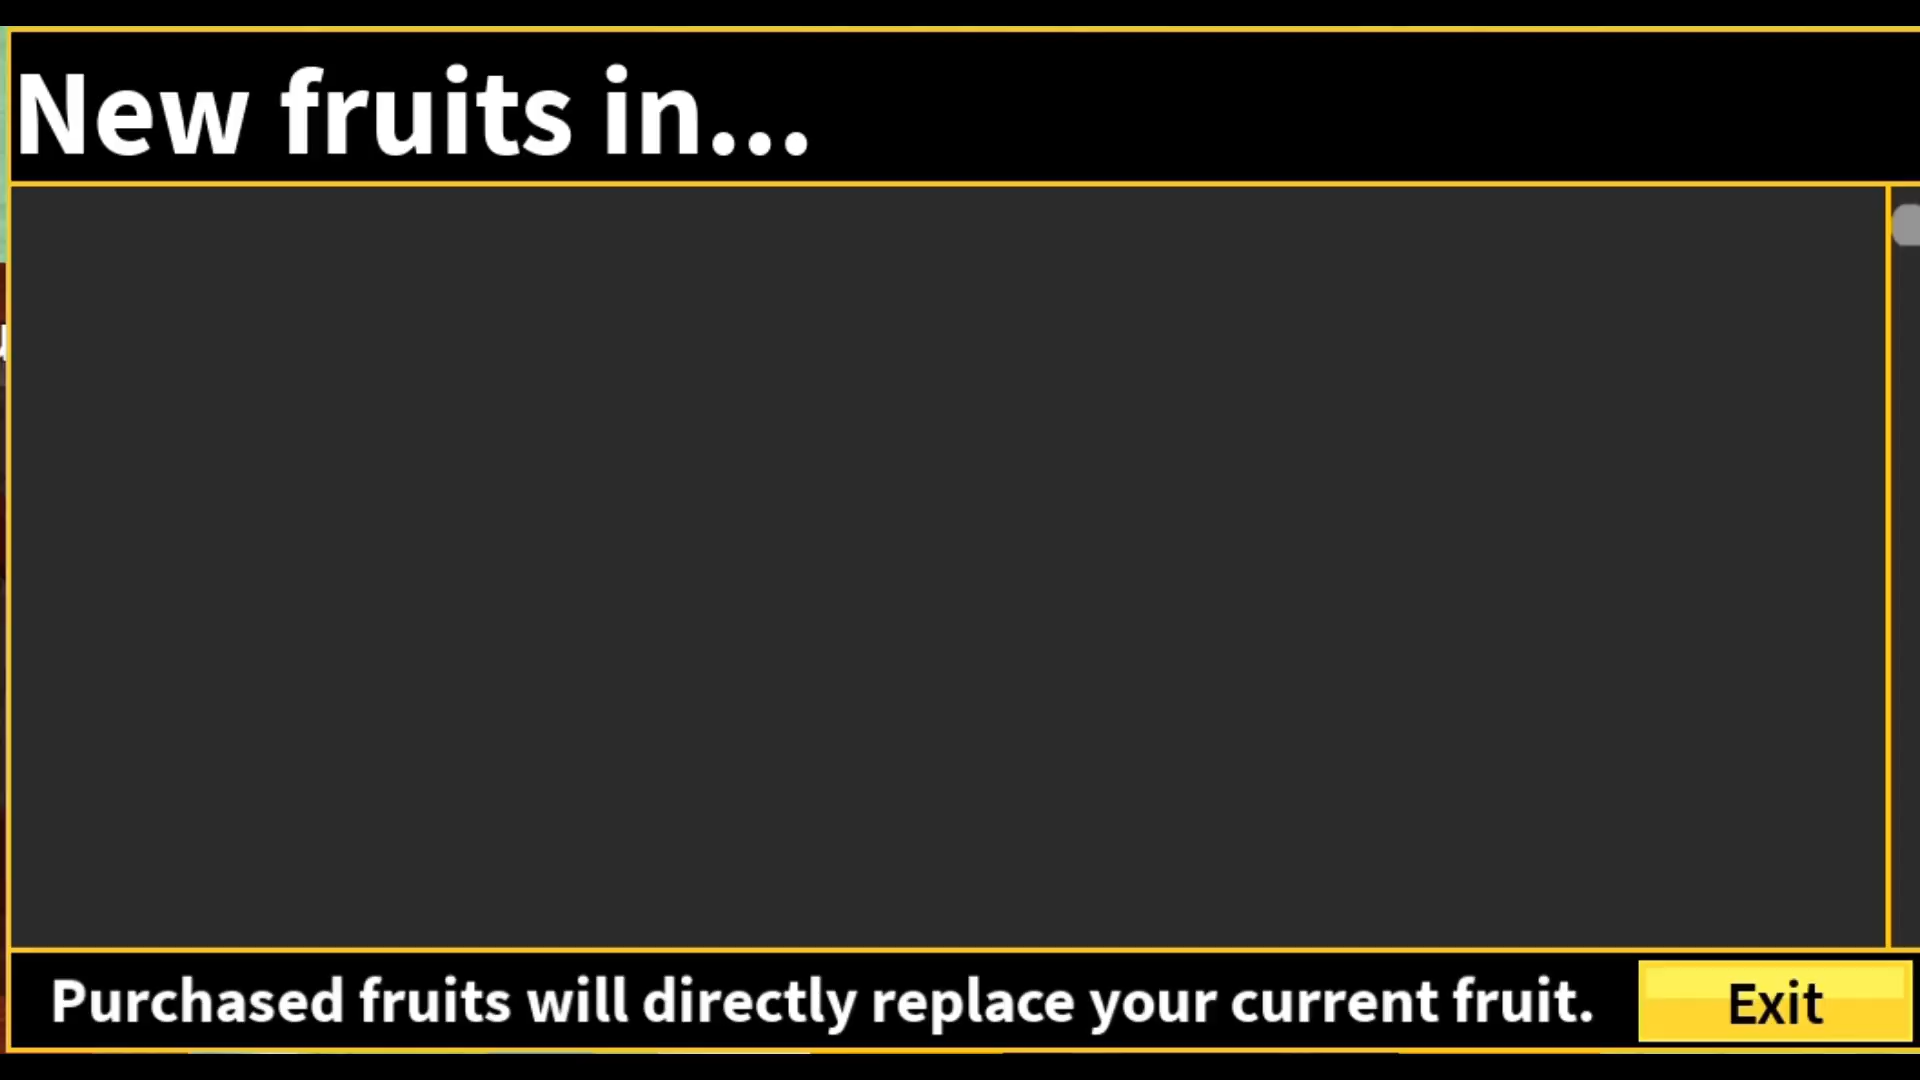 New fruits in...
Purchased fruits will directly replace your current fruit.
Exit